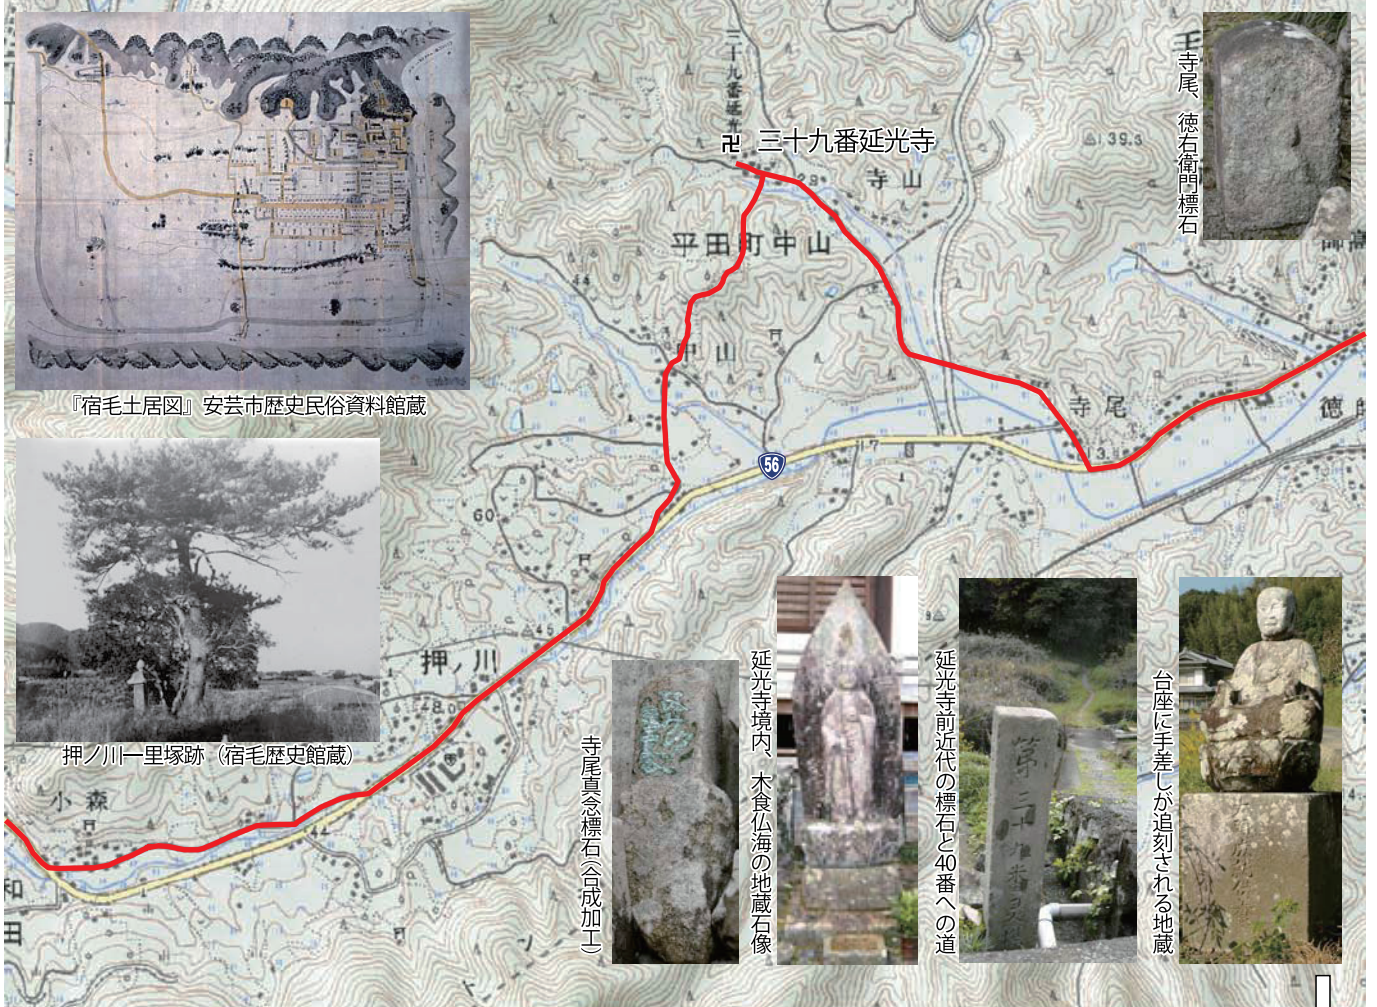 『宿毛土居図』安芸市歴史民俗資料館蔵
押ノ川一里塚跡（宿毛歴史館蔵）
三十九番延光寺
卍 三十九番延光寺
寺山
平田町中山
中山
139.3
29
44
寺尾、徳右衛門標石
寺尾
徳
56
17
60
45
押ノ川
小森
44
和田
寺尾真念標石（合成加工）
延光寺境内、木食仏海の地蔵石像
延光寺前近代の標石と40番への道
台座に手差しが追刻される地蔵